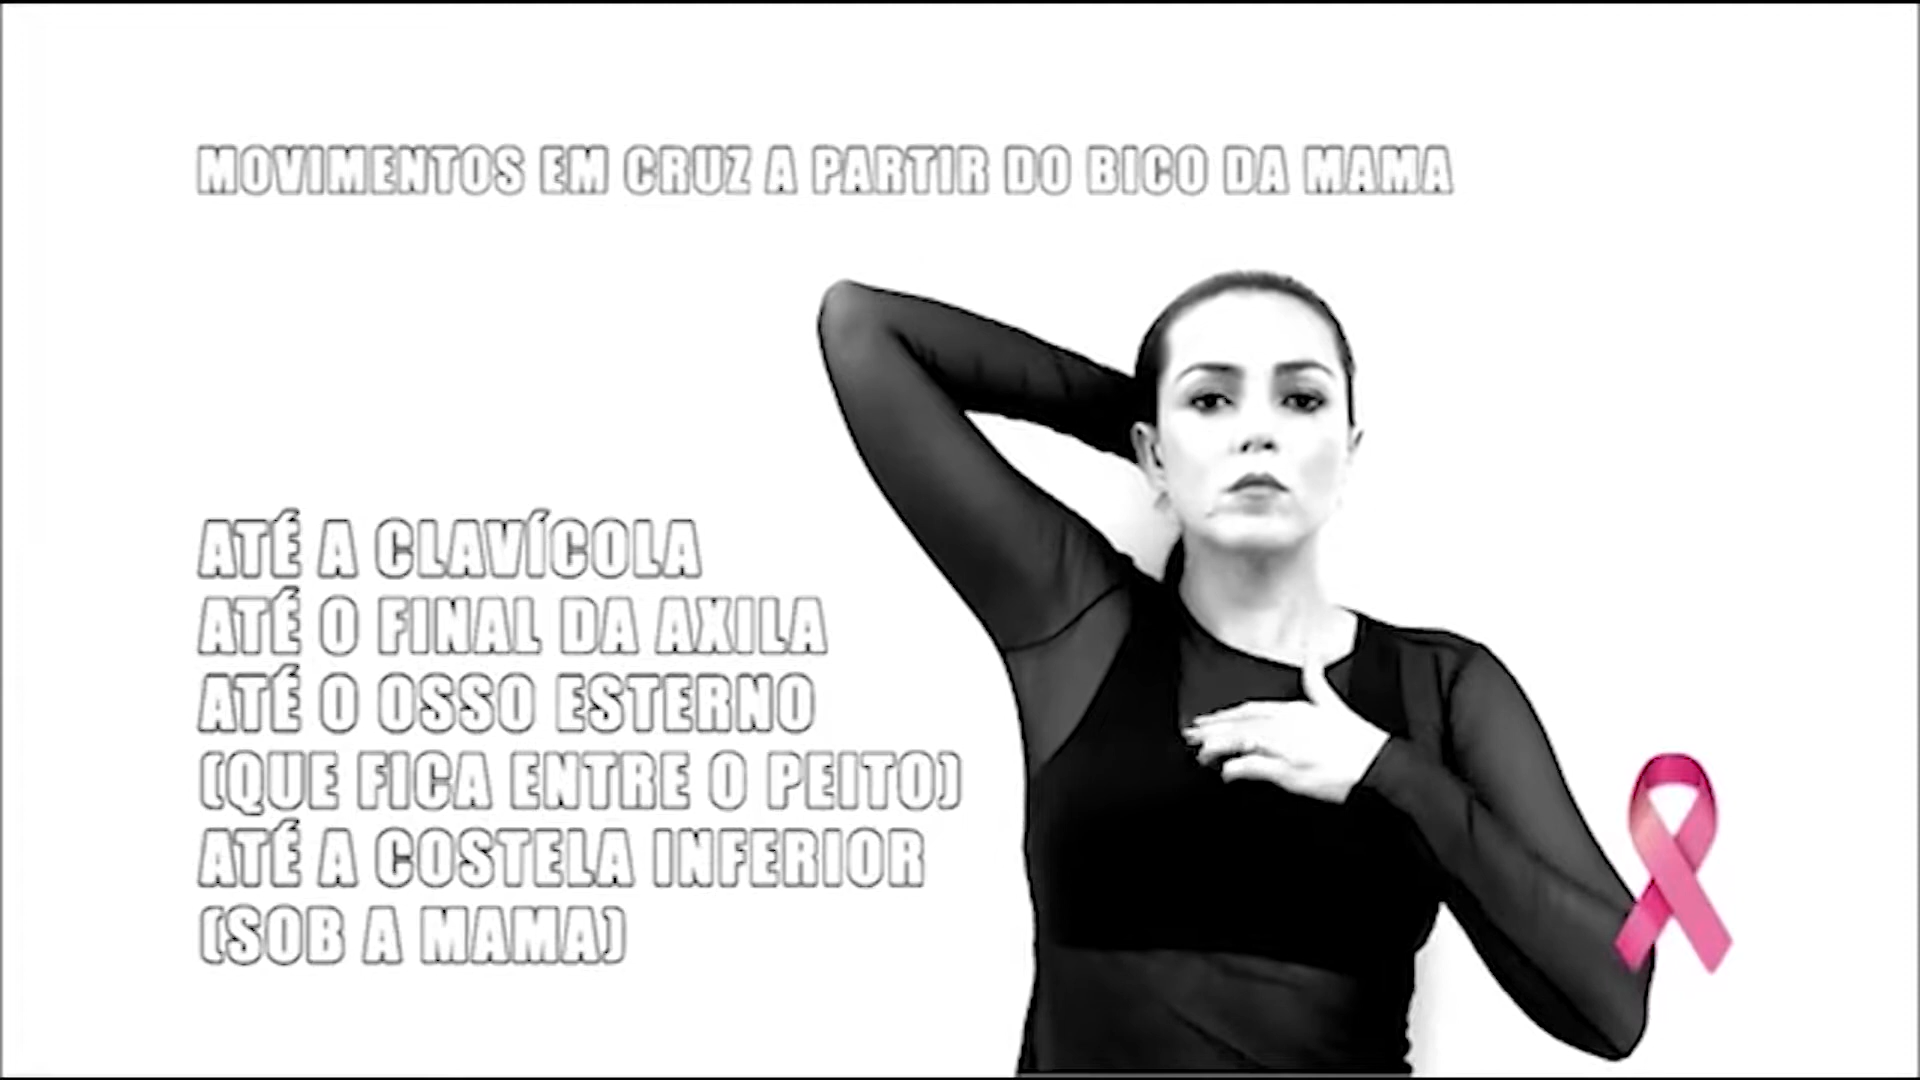 MOVIMENTOS EM CRUZ A PARTIR DO BICO DA MAMA
ATÉ A CLAVÍCOLA
ATÉ O FINAL DA AXILA
ATÉ O OSSO ESTERNO
(QUE FICA ENTRE O PEITO)
ATÉ A COSTELA INFERIOR
(SOB A MAMA)